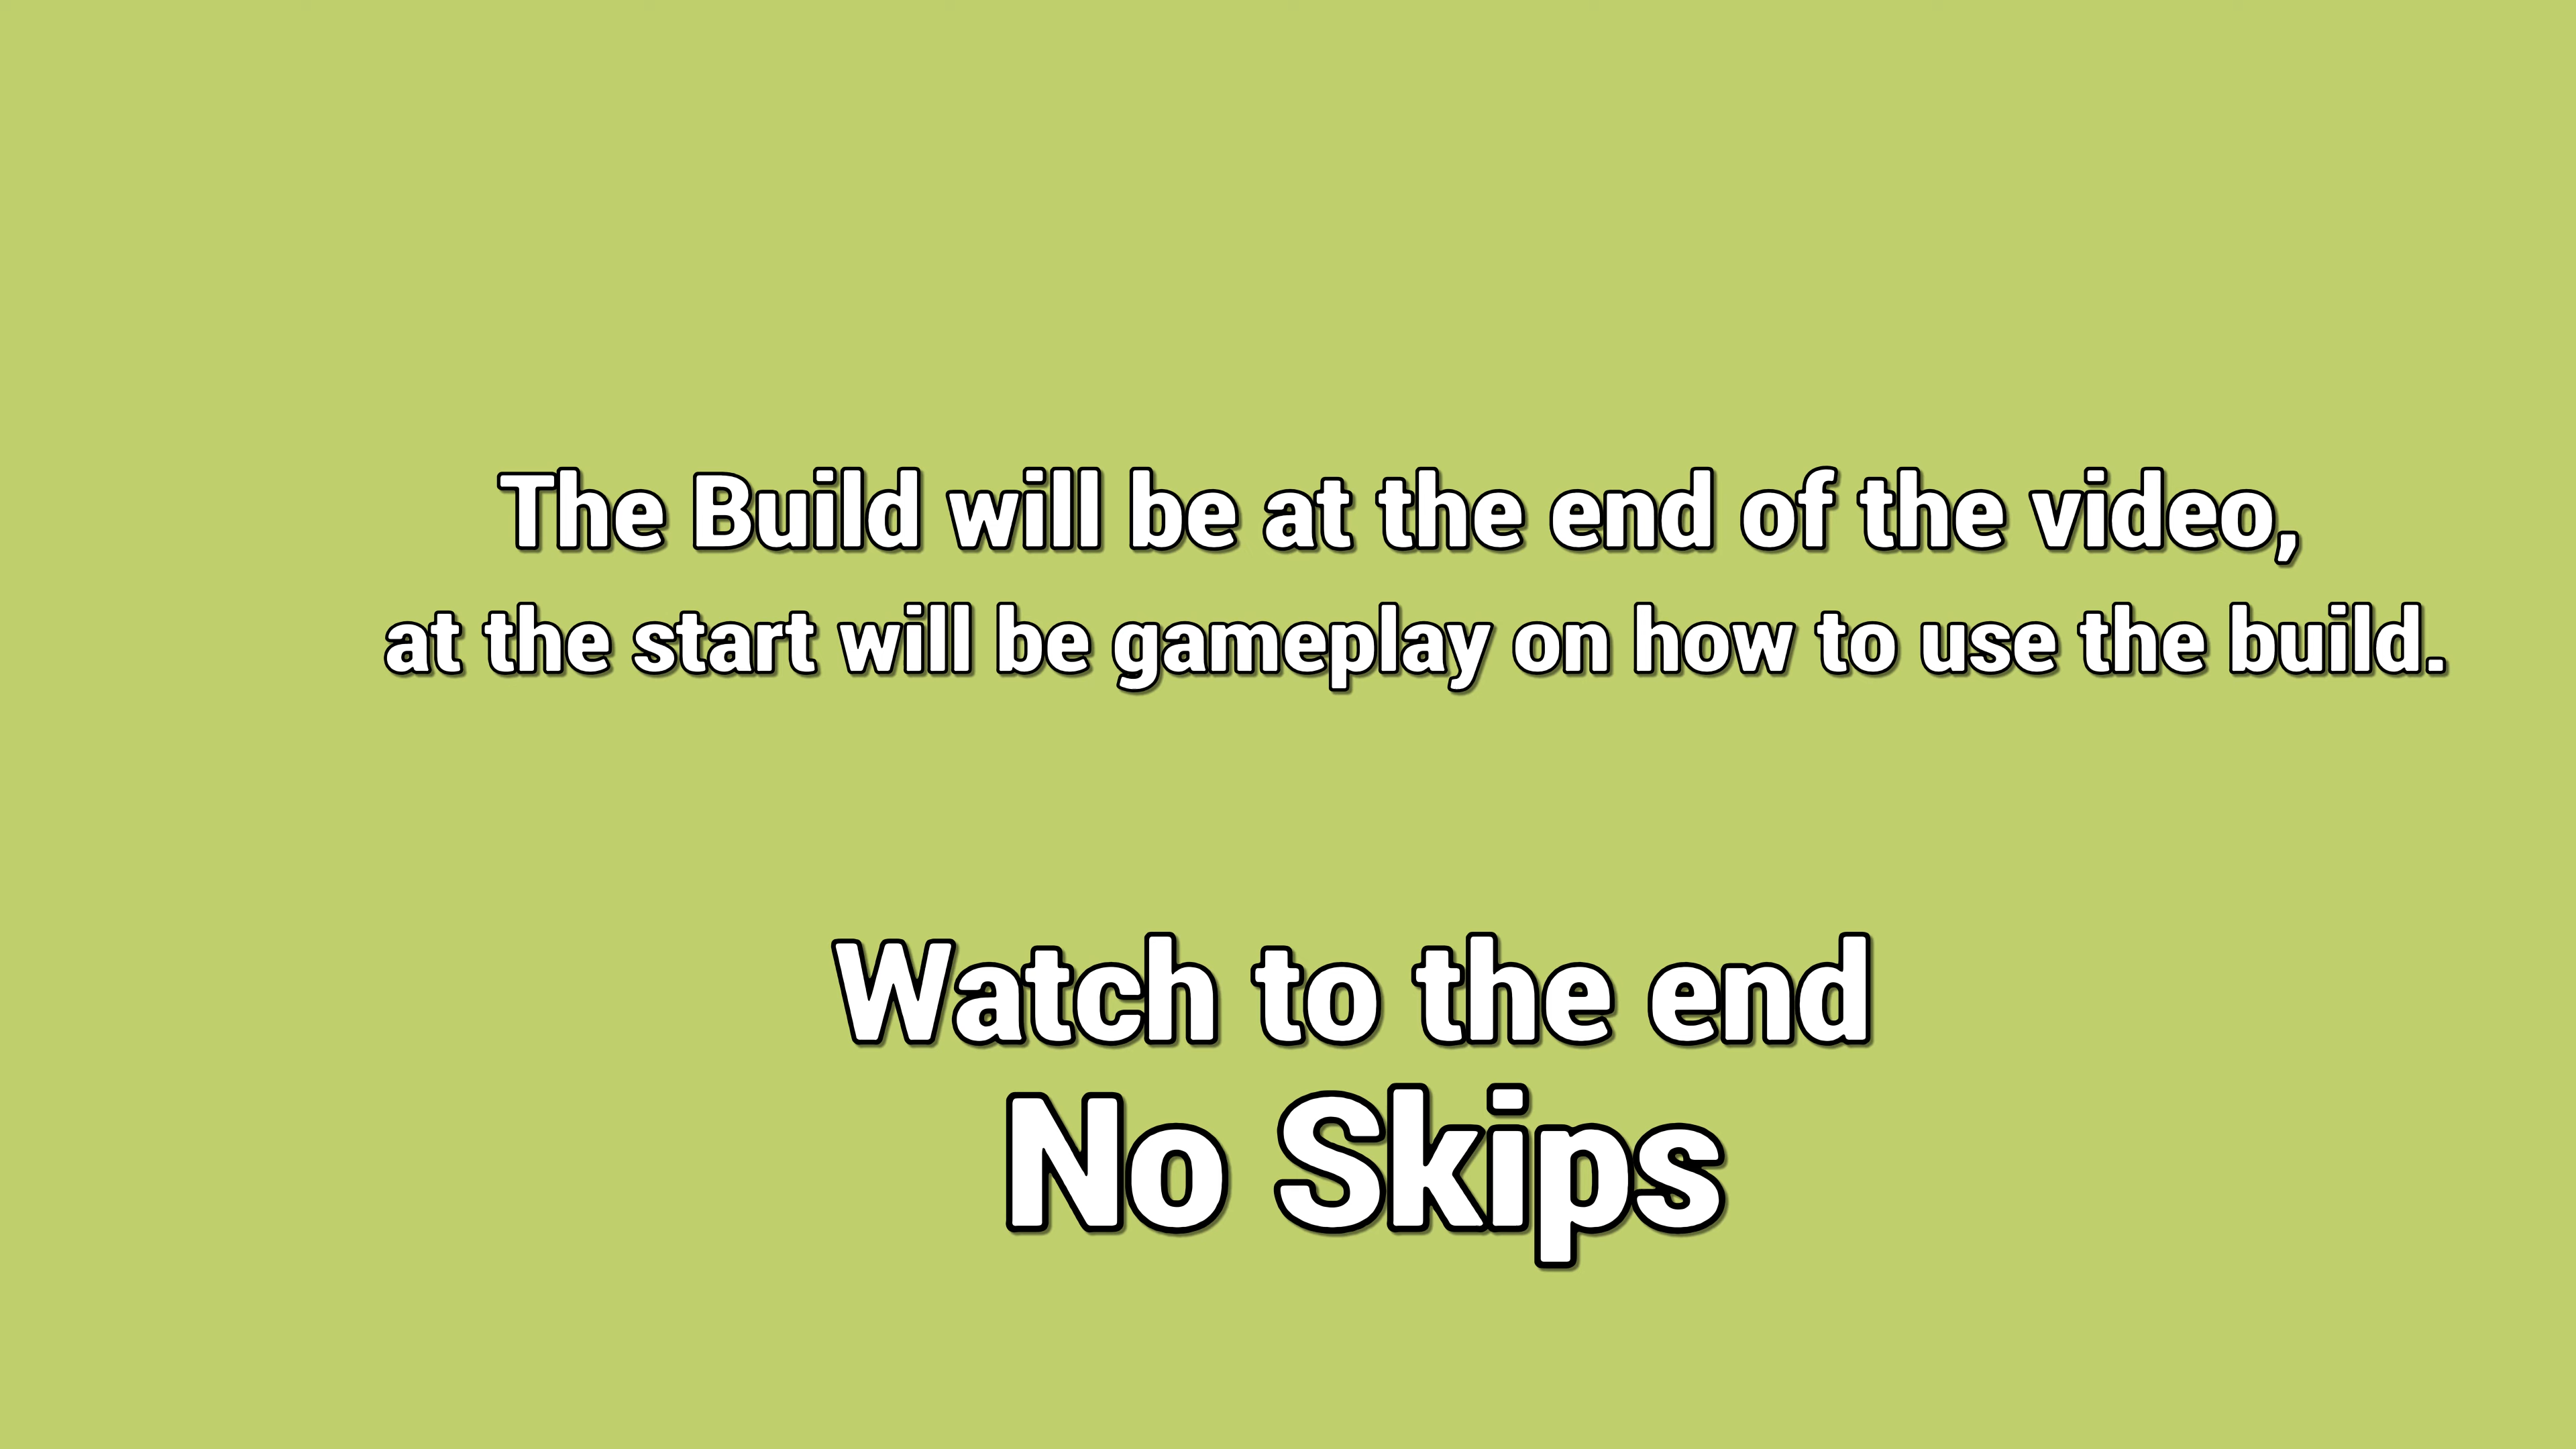 The Build will be at the end of the video,
at the start will be gameplay on how to use the build.
Watch to the end
No Skips